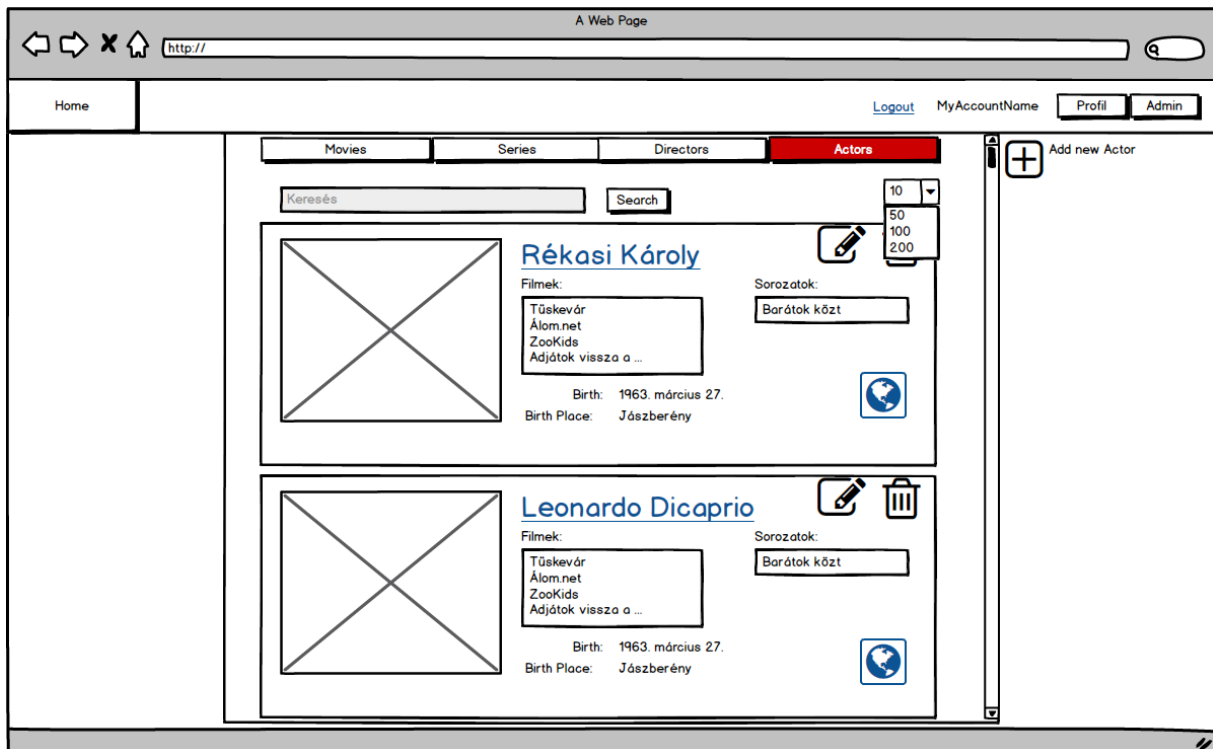 A Web Page
http://
Home
Logout MyAccountName Profil Admin
Movies Series Directors Actors
Add new Actor
Keresés Search 10
50
100
200
Rékasi Károly
Filmek: Sorozatok:
Tüskevár Barátok közt
Álom.net
ZooKids
Adjátok vissza a ...
Birth: 1963. március 27.
Birth Place: Jászberény
Leonardo Dicaprio
Filmek: Sorozatok:
Tüskevár Barátok közt
Álom.net
ZooKids
Adjátok vissza a ...
Birth: 1963. március 27.
Birth Place: Jászberény